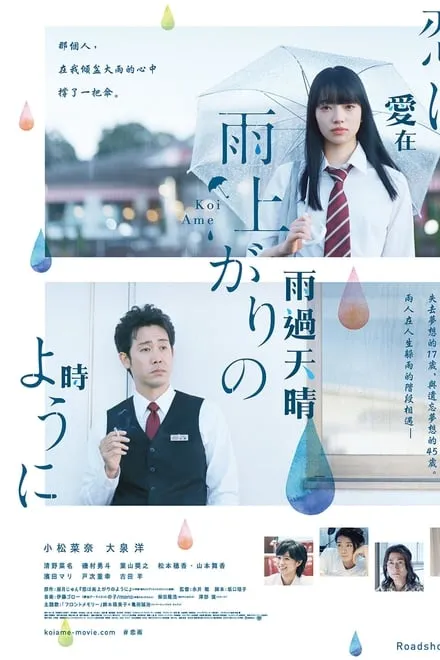 那個人，
在我傾盆大雨的心中
撐了一把傘。
恋は
雨上がりの
ように
Koi
Ame
愛在
雨過天晴
時
失去夢想的17歲，與遺忘夢想的45歲。
兩人在人生躲雨的階段相遇—
小松菜奈 大泉 洋
清野菜名 磯村勇斗 葉山奨之 松本穂香・山本舞香
濱田マリ 戸次重幸 吉田 羊
koiame-movie.com #恋雨
Roadsho